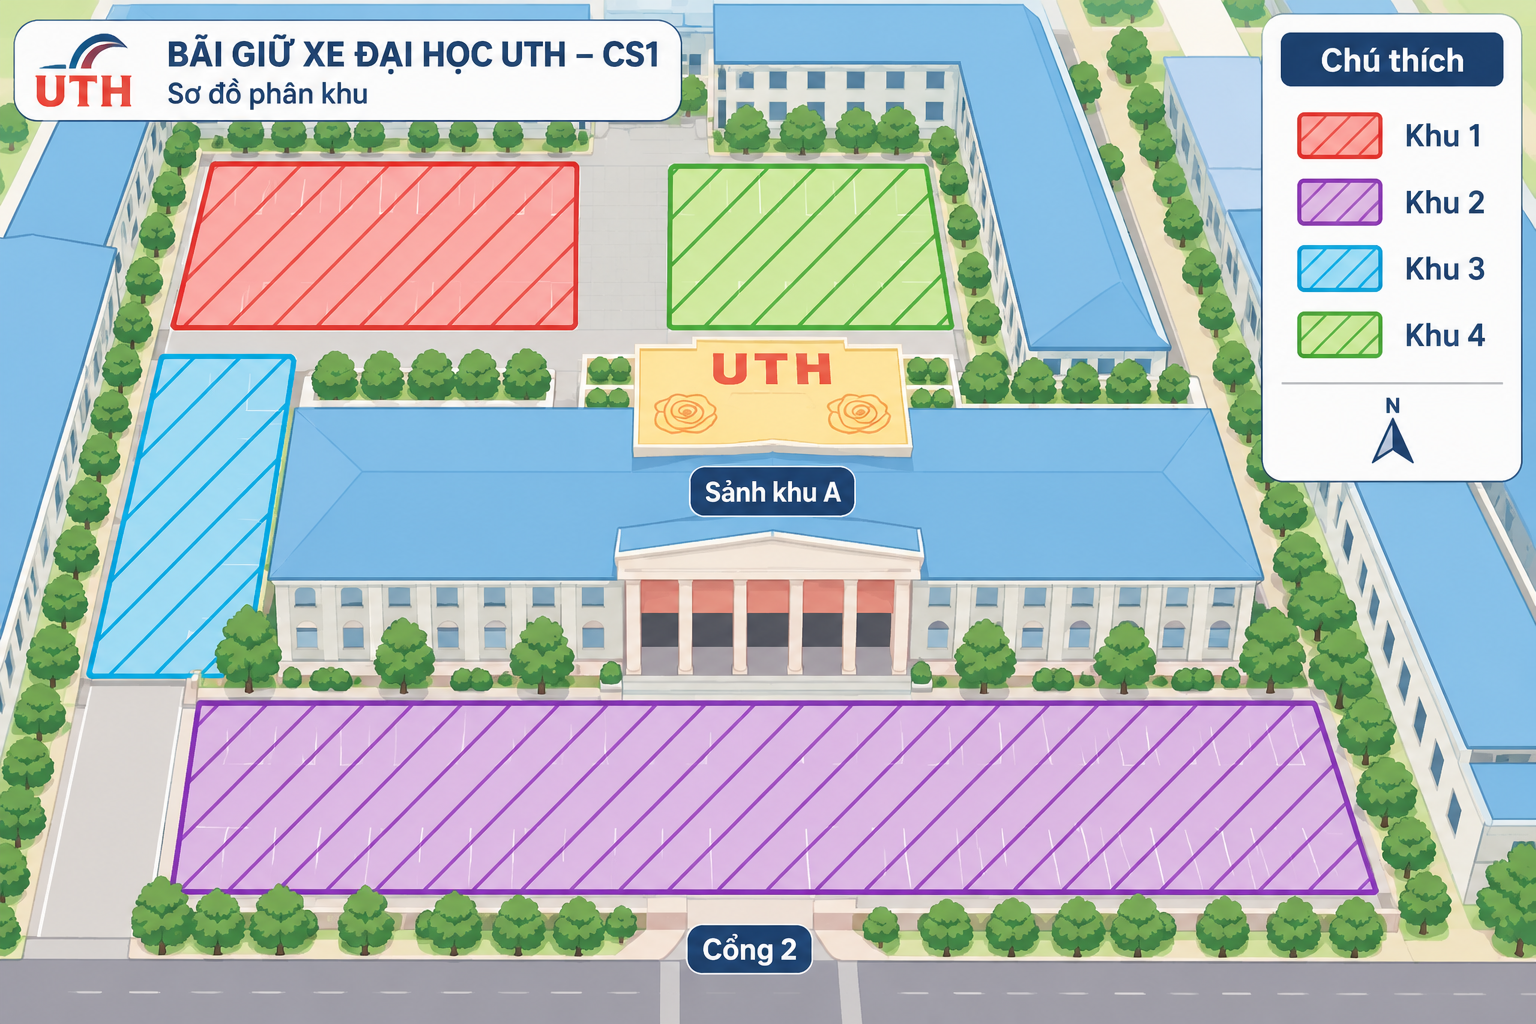 UTH
BÃI GIỮ XE ĐẠI HỌC UTH – CS1
Sơ đồ phân khu
Chú thích
Khu 1
Khu 2
Khu 3
Khu 4
N
UTH
Sảnh khu A
Cổng 2